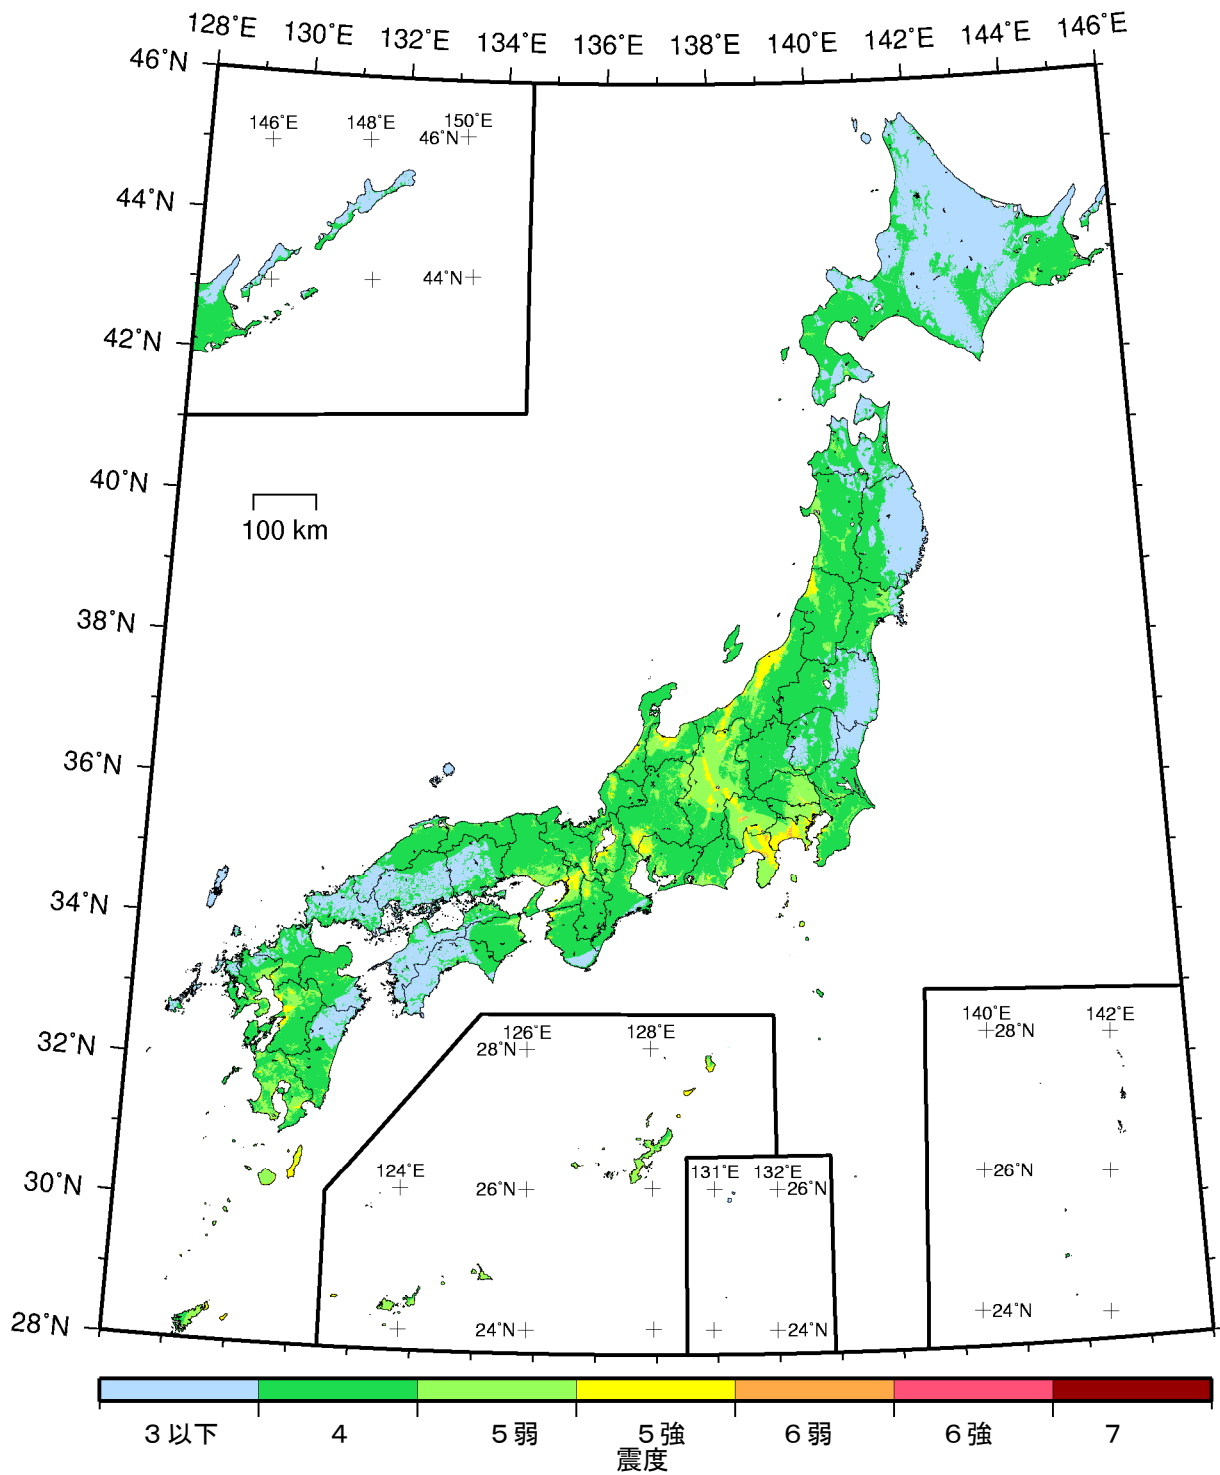 128°E 130°E 132°E 134°E 136°E 138°E 140°E 142°E 144°E 146°E
46°N
44°N
42°N
40°N
38°N
36°N
34°N
32°N
30°N
28°N
146°E 148°E 150°E
46°N
44°N
100 km
126°E 128°E
28°N
124°E
26°N
24°N
131°E 132°E
26°N
24°N
140°E 142°E
28°N
26°N
24°N
3以下 4 5弱 5強 6弱 6強 7
震度